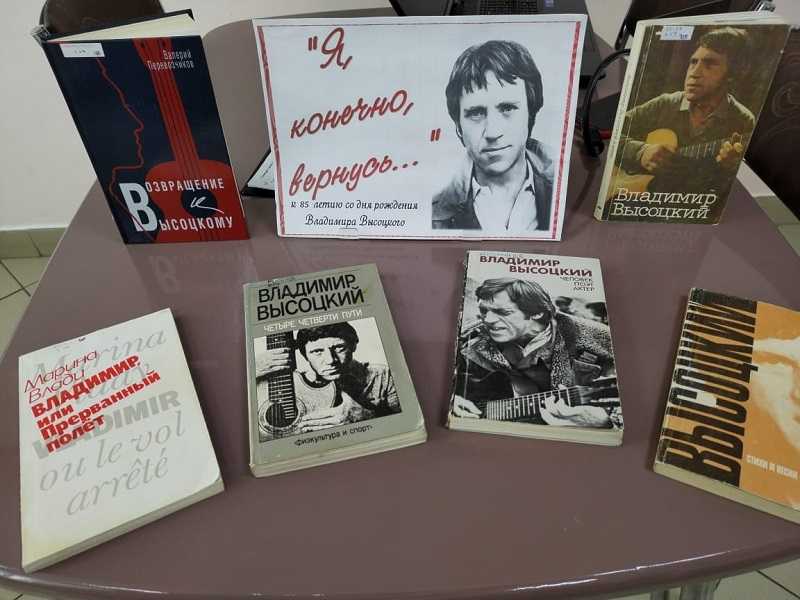 Валерий
Перевозчиков
ВОЗВРАЩЕНИЕ
К
ВЫСОЦКОМУ
"Я,
конечно,
вернусь... "
к 85 летию со дня рождения
Владимира Высоцкого
Владимир
Высоцкий
Марина
Влади
ВЛАДИМИР
или
Прерванный
полёт
Marina
Vlady
VLADIMIR
ou le vol
arrêté
ВЛАДИМИР
ВЫСОЦКИЙ
ЧЕТЫРЕ ЧЕТВЕРТИ ПУТИ
«Физкультура и спорт»
ВЛАДИМИР
ВЫСОЦКИЙ
ЧЕЛОВЕК
ПОЭТ
АКТЕР
ВЫСОЦКИЙ
СТИХИ И ПЕСНИ